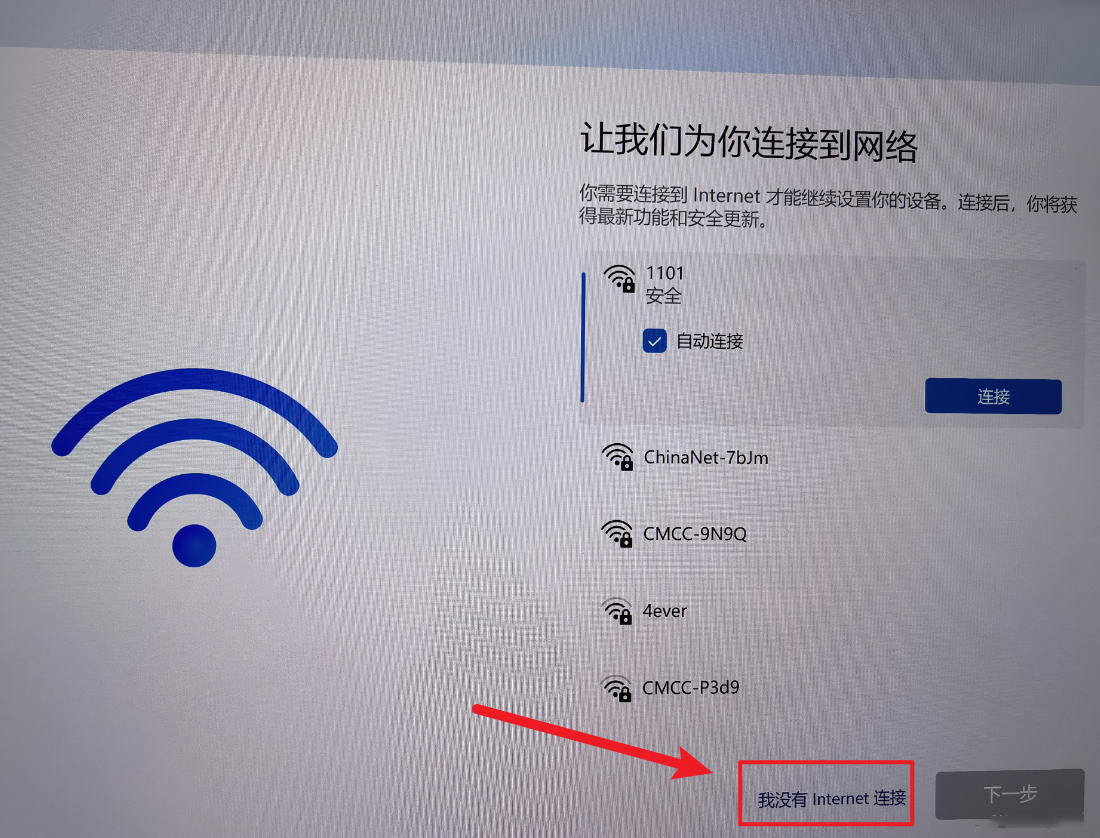 让我们为你连接到网络
你需要连接到 Internet 才能继续设置你的设备。连接后，你将获
得最新功能和安全更新。
1101
安全
自动连接
连接
ChinaNet-7bJm
CMCC-9N9Q
4ever
CMCC-P3d9
我没有 Internet 连接
下一步